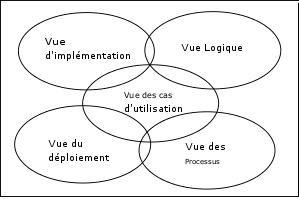 Vue
d'implémentation
Vue Logique
Vue des cas
d'utilisation
Vue du
déploiement
Vue des
Processus